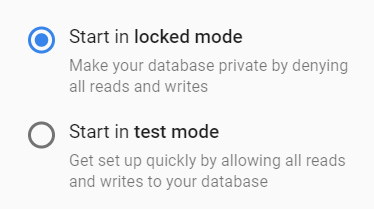 Start in locked mode
Make your database private by denying
all reads and writes
Start in test mode
Get set up quickly by allowing all reads
and writes to your database